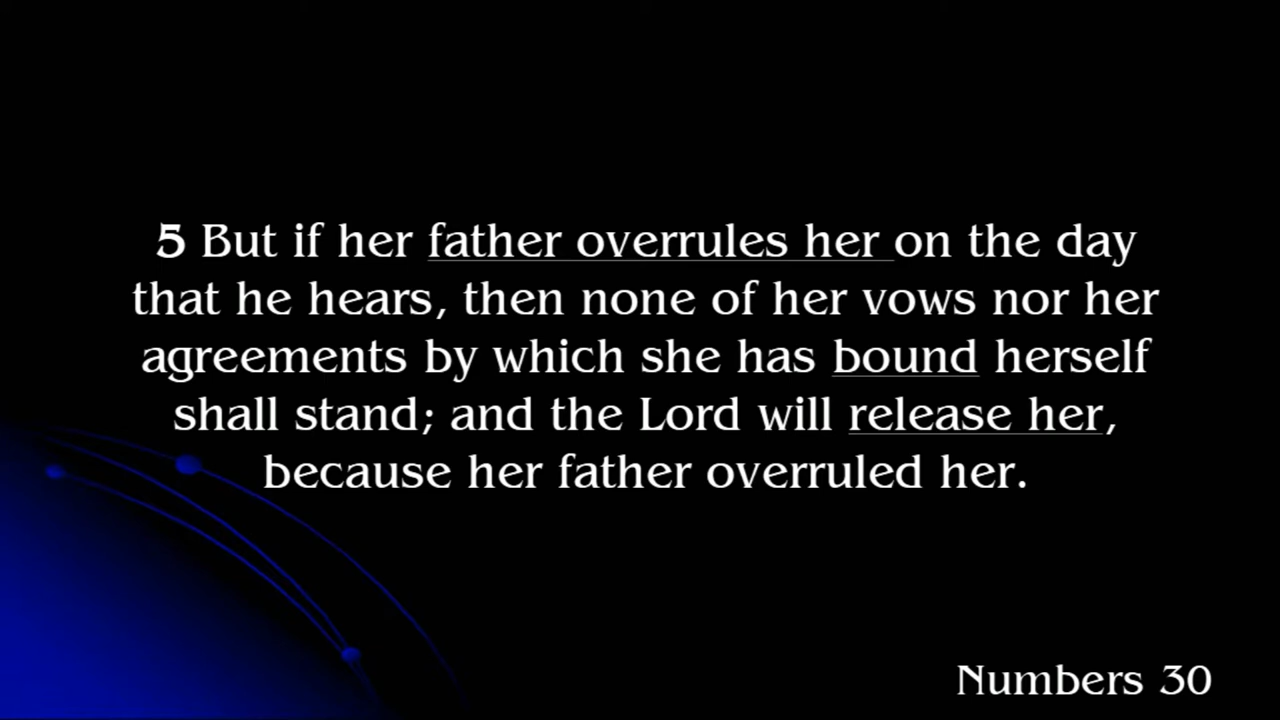 5 But if her father overrules her on the day
that he hears, then none of her vows nor her
agreements by which she has bound herself
shall stand; and the Lord will release her,
because her father overruled her.
Numbers 30